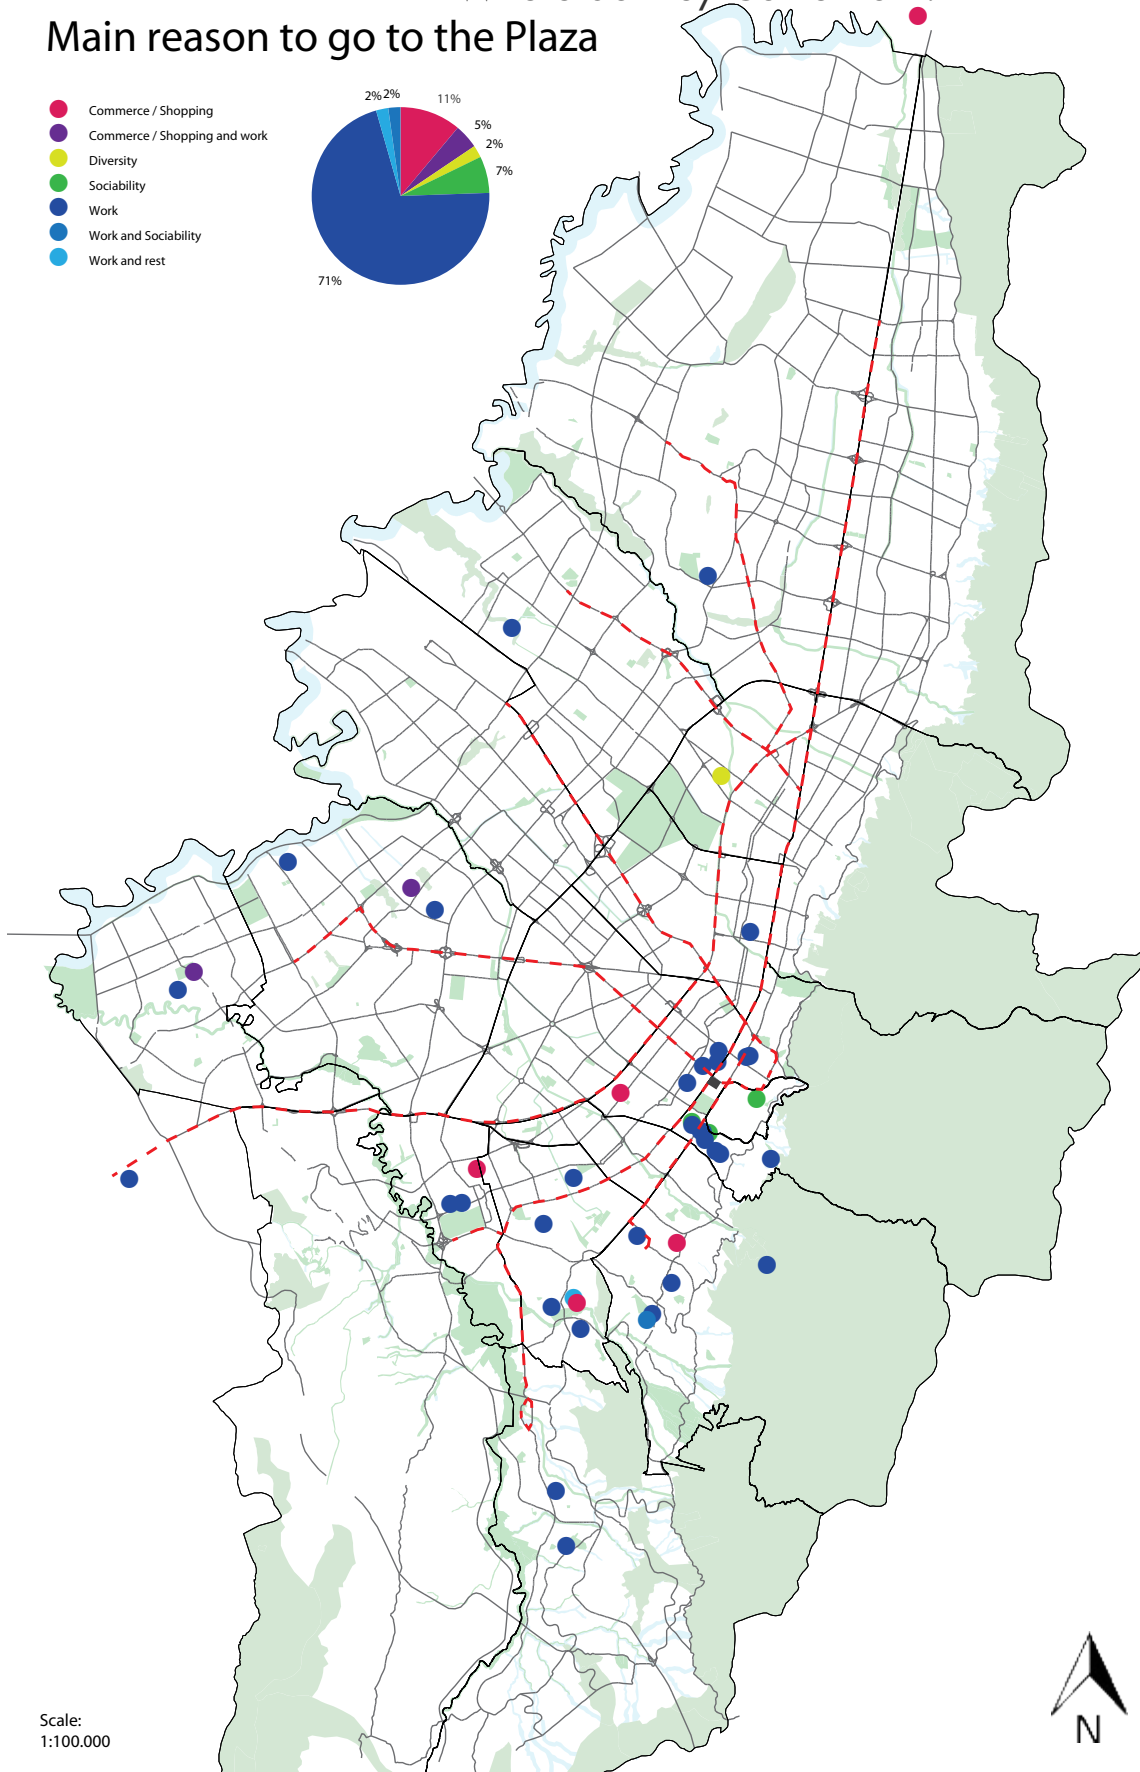 Main reason to go to the Plaza
Commerce / Shopping
Commerce / Shopping and work
Diversity
Sociability
Work
Work and Sociability
Work and rest
2% 2%
11%
5%
2%
7%
71%
Scale:
1:100.000
N